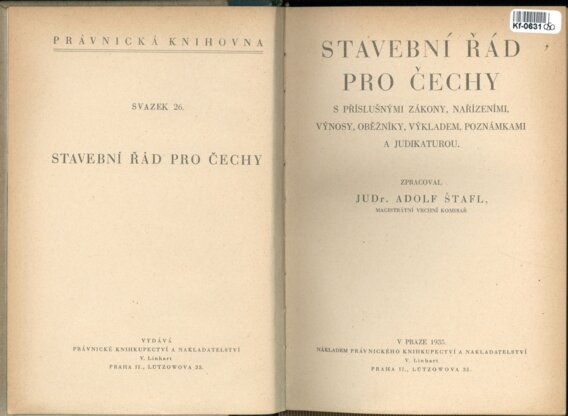 PRÁVNICKÁ KNIHOVNA
SVAZEK 26.
STAVEBNÍ ŘÁD PRO ČECHY
VYDÁVÁ
PRÁVNICKÉ KNIHKUPECTVÍ A NAKLADATELSTVÍ
V. Linhart
PRAHA II., LÜTZOWOVA 33.
Kf-0631
STAVEBNÍ ŘÁD
PRO ČECHY
S PŘÍSLUŠNÝMI ZÁKONY, NAŘÍZENÍMI,
VÝNOSY, OBĚŽNÍKY, VÝKLADEM, POZNÁMKAMI
A JUDIKATUROU.
ZPRACOVAL
JUDr. ADOLF ŠTAFL,
MAGISTRÁTNÍ VRCHNÍ KOMISAŘ
V PRAZE 1935.
NÁKLADEM PRÁVNICKÉHO KNIHKUPECTVÍ A NAKLADATELSTVÍ
V. Linhart
PRAHA II., LÜTZOWOVA 33.